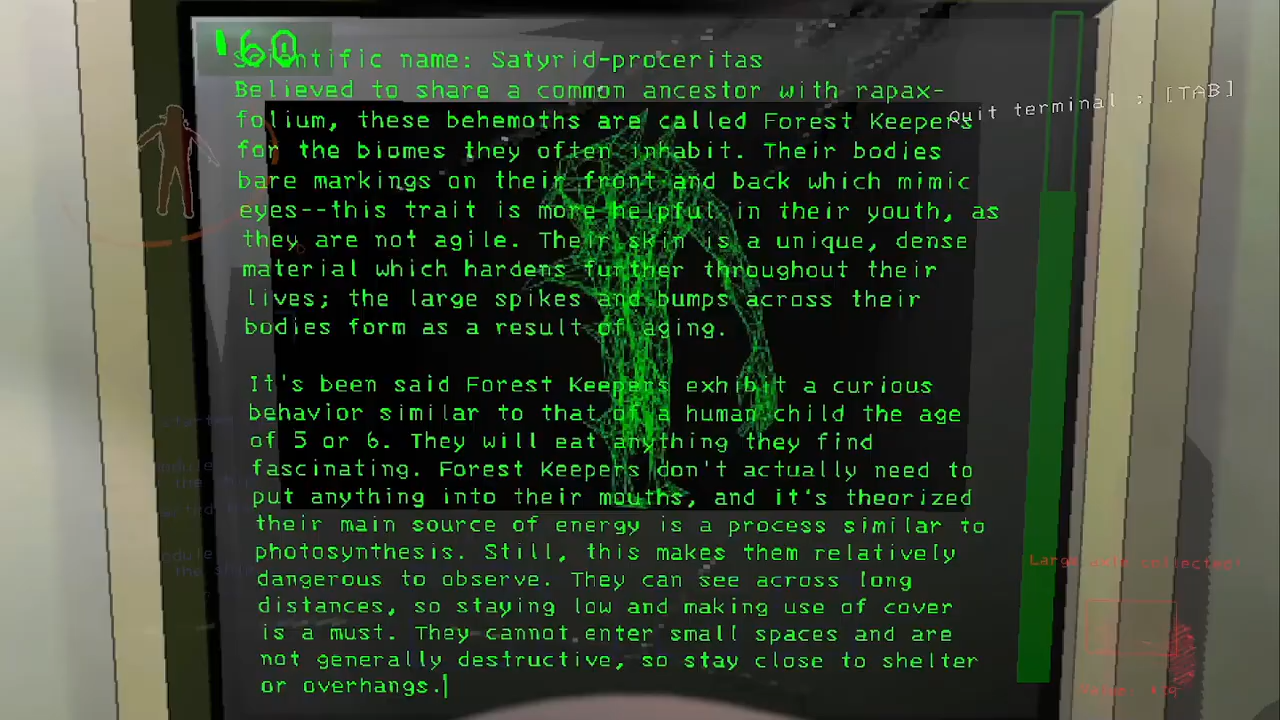 '60
Scientific name: Satyrid-proceritas
Believed to share a common ancestor with rapax-
folium, these behemoths are called Forest Keepers
for the biomes they often inhabit. Their bodies
bare markings on their front and back which mimic
eyes--this trait is more helpful in their youth, as
they are not agile. Their skin is a unique, dense
material which hardens further throughout their
lives; the large spikes and bumps across their
bodies form as a result of aging.
It's been said Forest Keepers exhibit a curious
behavior similar to that of a human child the age
of 5 or 6. They will eat anything they find
fascinating. Forest Keepers don't actually need to
put anything into their mouths, and it's theorized
their main source of energy is a process similar to
photosynthesis. Still, this makes them relatively
dangerous to observe. They can see across long
distances, so staying low and making use of cover
is a must. They cannot enter small spaces and are
not generally destructive, so stay close to shelter
or overhangs.
Quit terminal : [TAB]
Large axle collected!
Value: